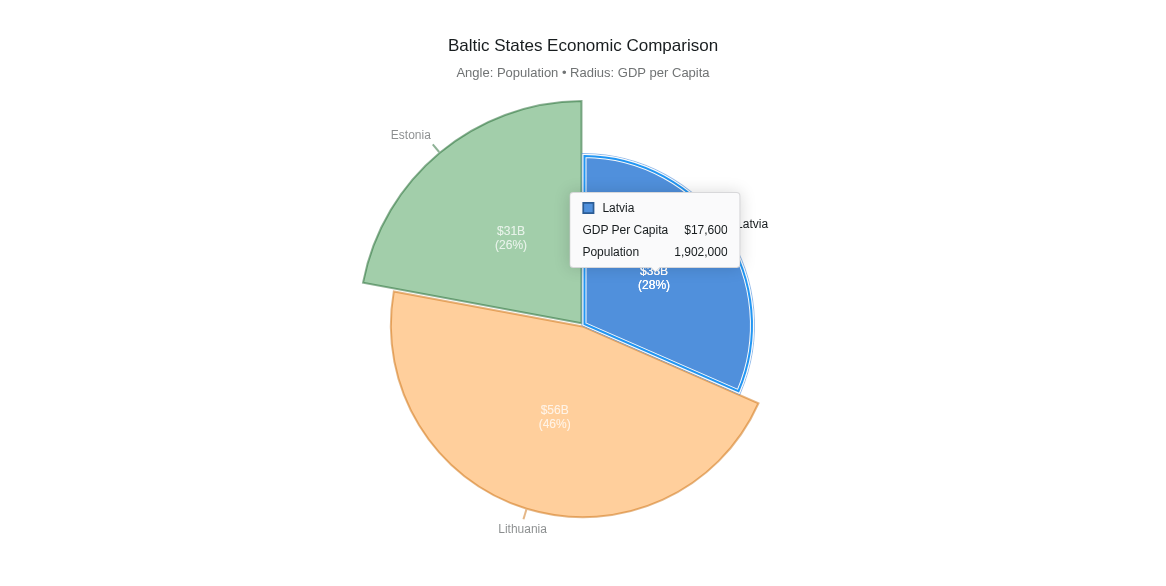 Baltic States Economic Comparison
Angle: Population • Radius: GDP per Capita
Estonia
Latvia
GDP Per Capita $17,600
Population 1,902,000
Latvia
$31B
(26%)
(28%)
$56B
(46%)
Lithuania